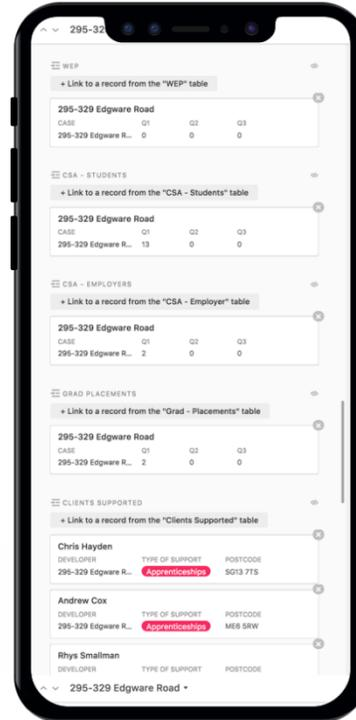 295-32
WEP
+ Link to a record from the "WEP" table
295-329 Edgware Road
CASE Q1 Q2 Q3
295-329 Edgware R... 0 0 0
CSA - STUDENTS
+ Link to a record from the "CSA - Students" table
295-329 Edgware Road
CASE Q1 Q2 Q3
295-329 Edgware R... 13 0 0
CSA - EMPLOYERS
+ Link to a record from the "CSA - Employer" table
295-329 Edgware Road
CASE Q1 Q2 Q3
295-329 Edgware R... 2 0 0
GRAD PLACEMENTS
+ Link to a record from the "Grad - Placements" table
295-329 Edgware Road
CASE Q1 Q2 Q3
295-329 Edgware R... 2 0 0
CLIENTS SUPPORTED
+ Link to a record from the "Clients Supported" table
Chris Hayden
DEVELOPER TYPE OF SUPPORT POSTCODE
295-329 Edgware R... Apprenticeships SG13 7TS
Andrew Cox
DEVELOPER TYPE OF SUPPORT POSTCODE
295-329 Edgware R... Apprenticeships ME6 5RW
Rhys Smallman
DEVELOPER TYPE OF SUPPORT POSTCODE
295-329 Edgware Road